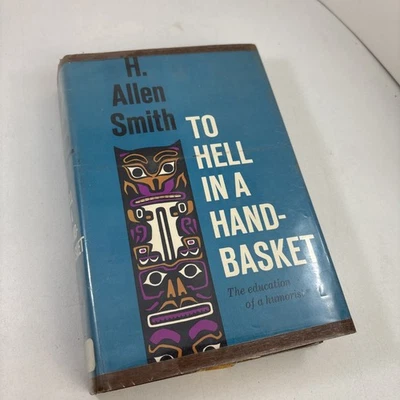 H.
Allen
Smith
TO
HELL
IN A
HAND-
BASKET
The education
of a humorist